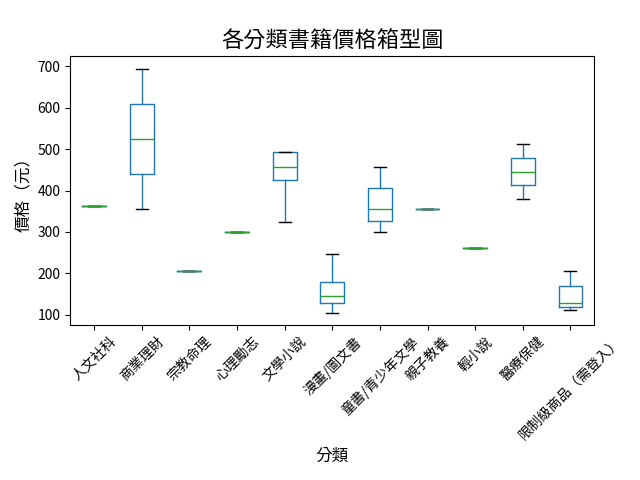 各分類書籍價格箱型圖
價格（元）
700
600
500
400
300
200
100
人文社科
商業理財
宗教命理
心理勵志
文學小說
漫畫/圖文書
童書/青少年文學
親子教養
輕小說
醫療保健
限制級商品（需登入）
分類